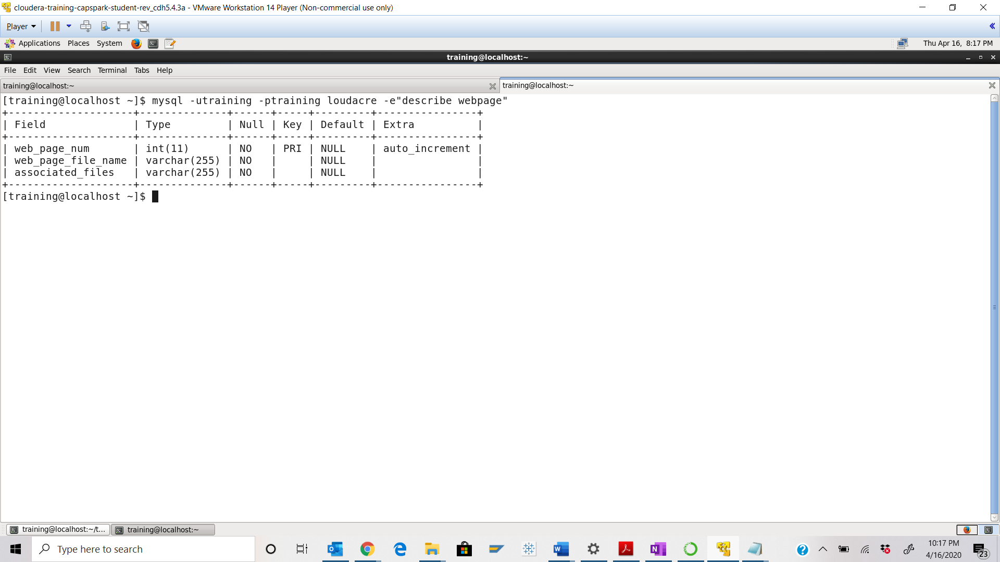 cloudera-training-capspark-student-rev_cdh5.4.3a - VMware Workstation 14 Player (Non-commercial use only)
Player
Applications Places System Thu Apr 16, 8:17 PM
training@localhost:~
File Edit View Search Terminal Tabs Help
training@localhost:~ training@localhost:~
[training@localhost ~]$ mysql -utraining -ptraining loudacre -e"describe webpage"
+--------------------+--------------+------+-----+---------+----------------+
| Field              | Type         | Null | Key | Default | Extra          |
+--------------------+--------------+------+-----+---------+----------------+
| web_page_num       | int(11)      | NO   | PRI | NULL    | auto_increment |
| web_page_file_name | varchar(255) | NO   |     | NULL    |                |
| associated_files   | varchar(255) | NO   |     | NULL    |                |
+--------------------+--------------+------+-----+---------+----------------+
[training@localhost ~]$
training@localhost:~/t... training@localhost:~
Type here to search
10:17 PM
4/16/2020
23